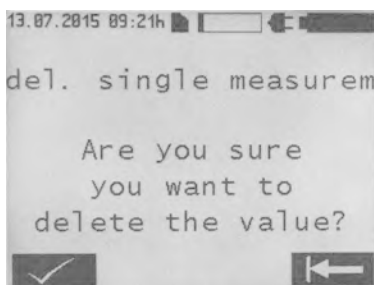 13.07.2015 09:21h
del. single measurem
Are you sure
you want to
delete the value?